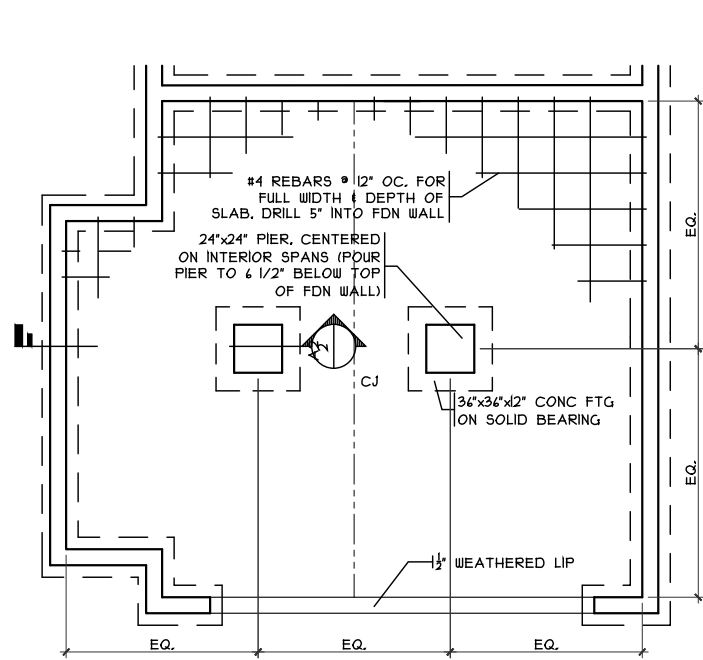 #4 REBARS @ 12" OC. FOR
FULL WIDTH & DEPTH OF
SLAB. DRILL 5" INTO FDN WALL
24"x24" PIER, CENTERED
ON INTERIOR SPANS (POUR
PIER TO 6 1/2" BELOW TOP
OF FDN WALL)
EQ.
CJ
36"x36"x12" CONC FTG
ON SOLID BEARING
EQ.
1/2" WEATHERED LIP
EQ.
EQ.
EQ.